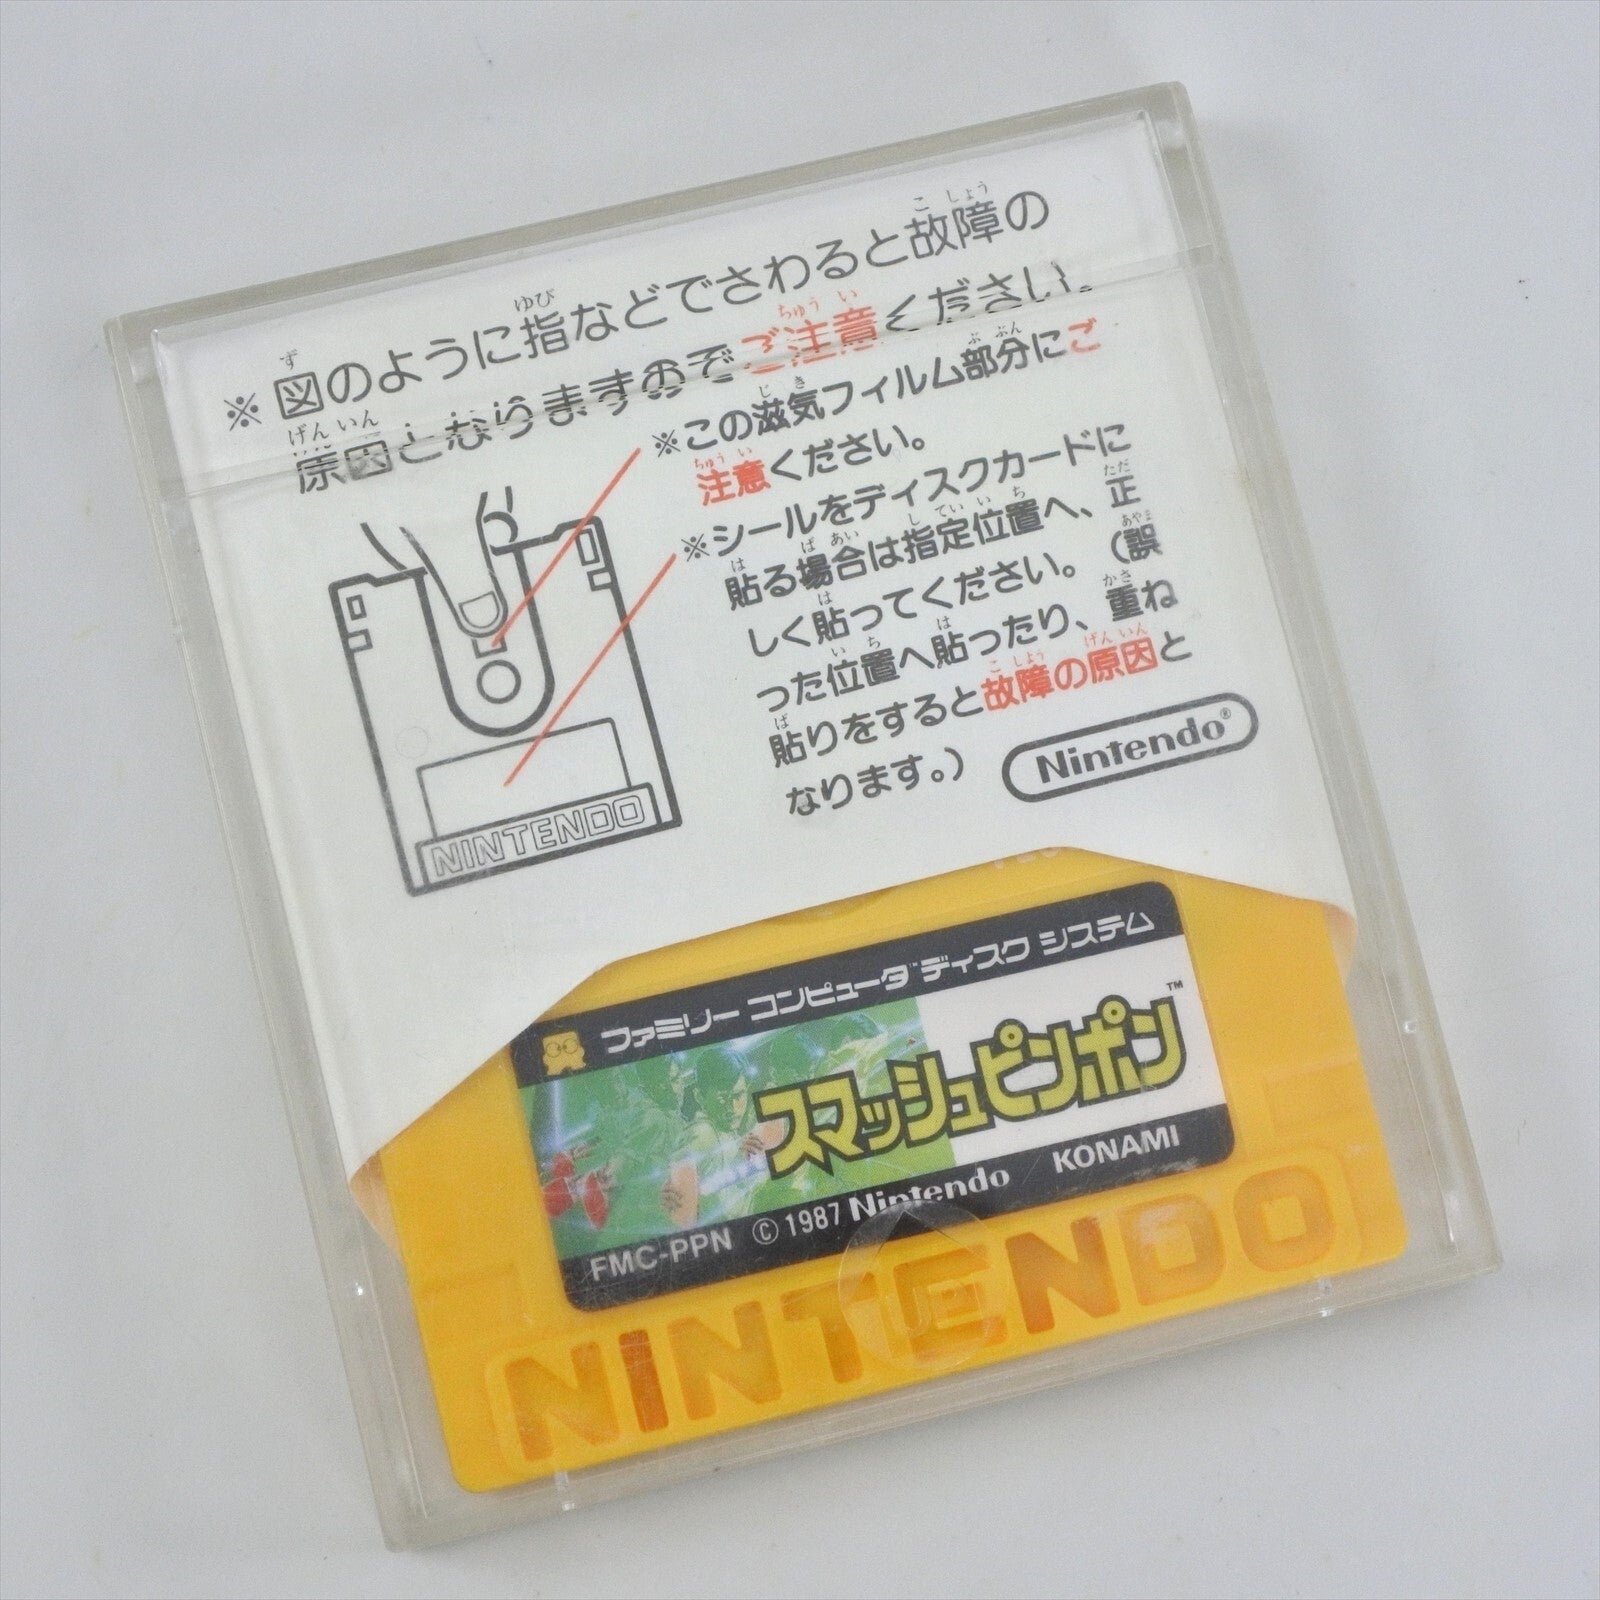 ※図のように指などでさわると故障の
原因となりますのでご注意ください。
※この滋気フィルム部分にご
注意ください。
※シールをディスクカードに
貼る場合は指定位置へ、正
しく貼ってください。（誤
った位置へ貼ったり、重ね
貼りをすると故障の原因と
なります。）
Nintendo®
NINTENDO
ファミリー コンピュータ™ ディスク システム
スマッシュピンポン™
FMC-PPN ©1987 Nintendo KONAMI
NINTENDO